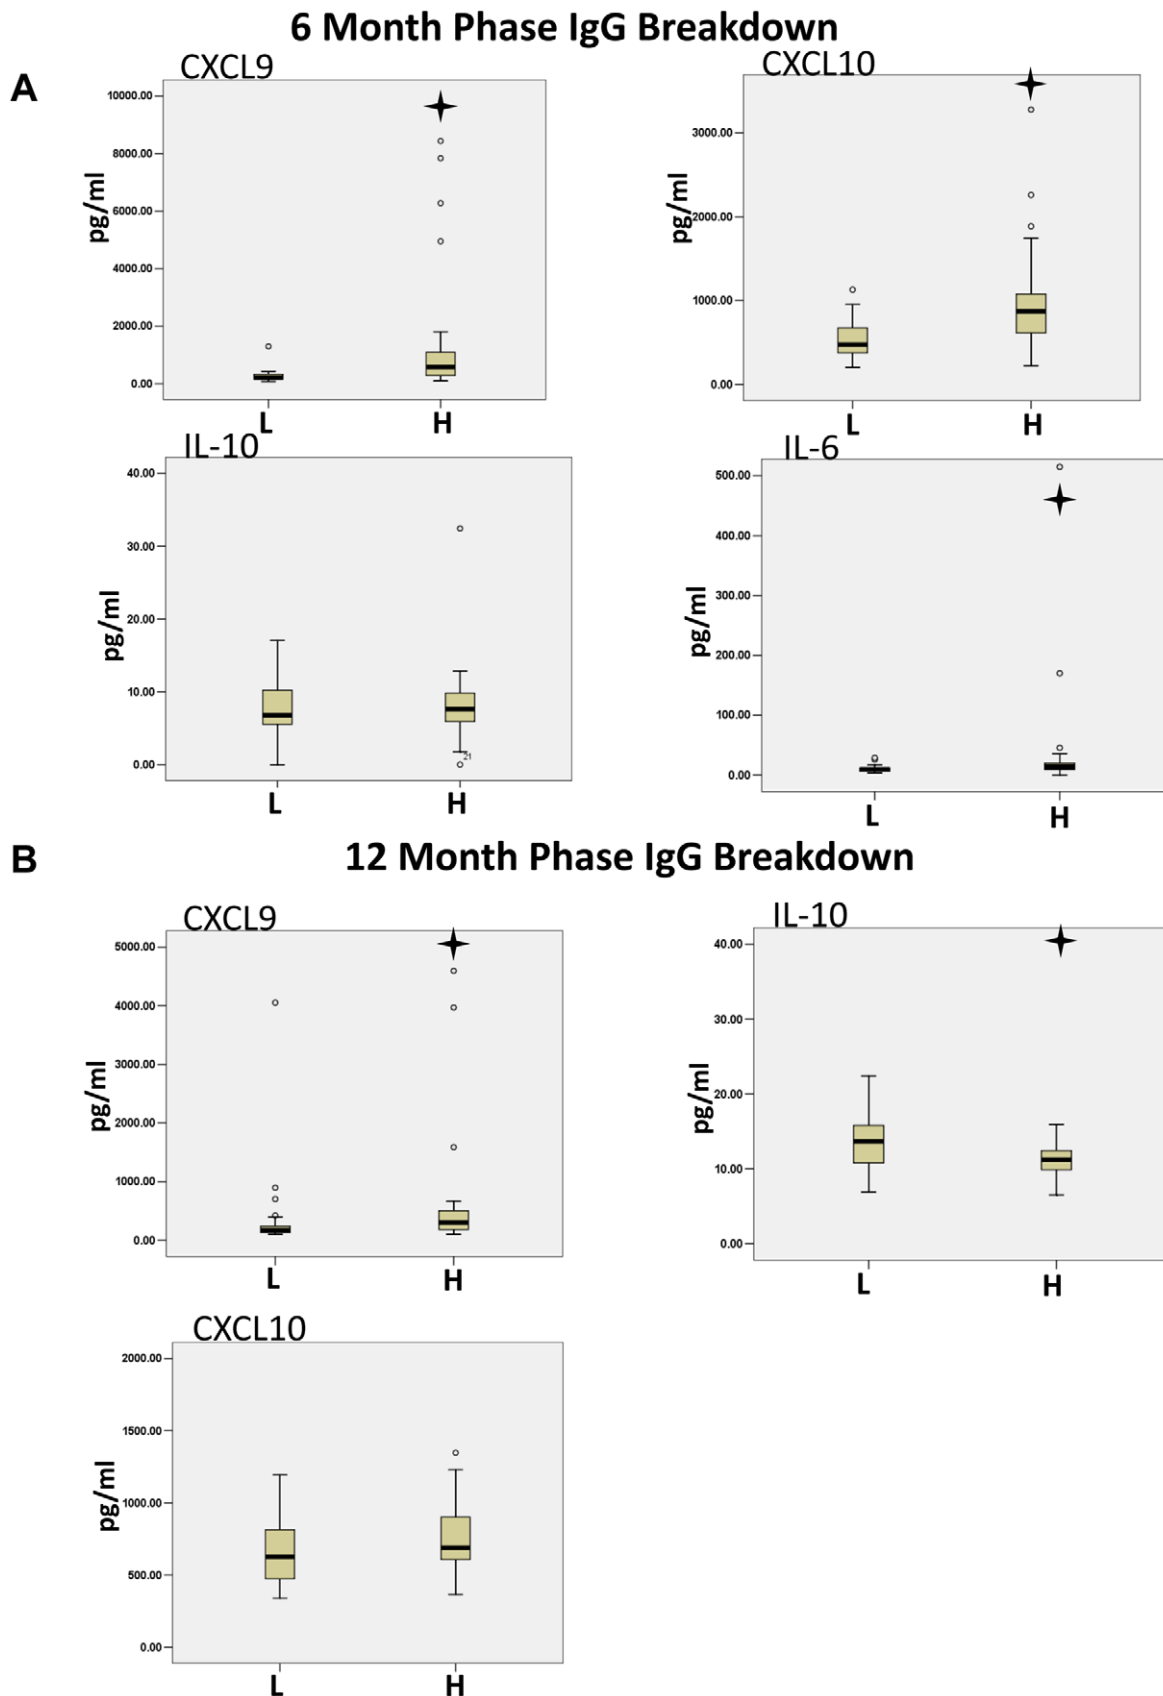 6 Month Phase IgG Breakdown
A
CXCL9
10000.00
8000.00
6000.00
4000.00
2000.00
0.00
pg/ml
L
H
CXCL10
3000.00
2000.00
1000.00
0.00
pg/ml
L
H
IL-10
40.00
30.00
20.00
10.00
0.00
pg/ml
21
L
H
IL-6
500.00
400.00
300.00
200.00
100.00
0.00
pg/ml
L
H
B
12 Month Phase IgG Breakdown
CXCL9
5000.00
4000.00
3000.00
2000.00
1000.00
0.00
pg/ml
L
H
IL-10
40.00
30.00
20.00
10.00
0.00
pg/ml
L
H
CXCL10
2000.00
1500.00
1000.00
500.00
0.00
pg/ml
L
H